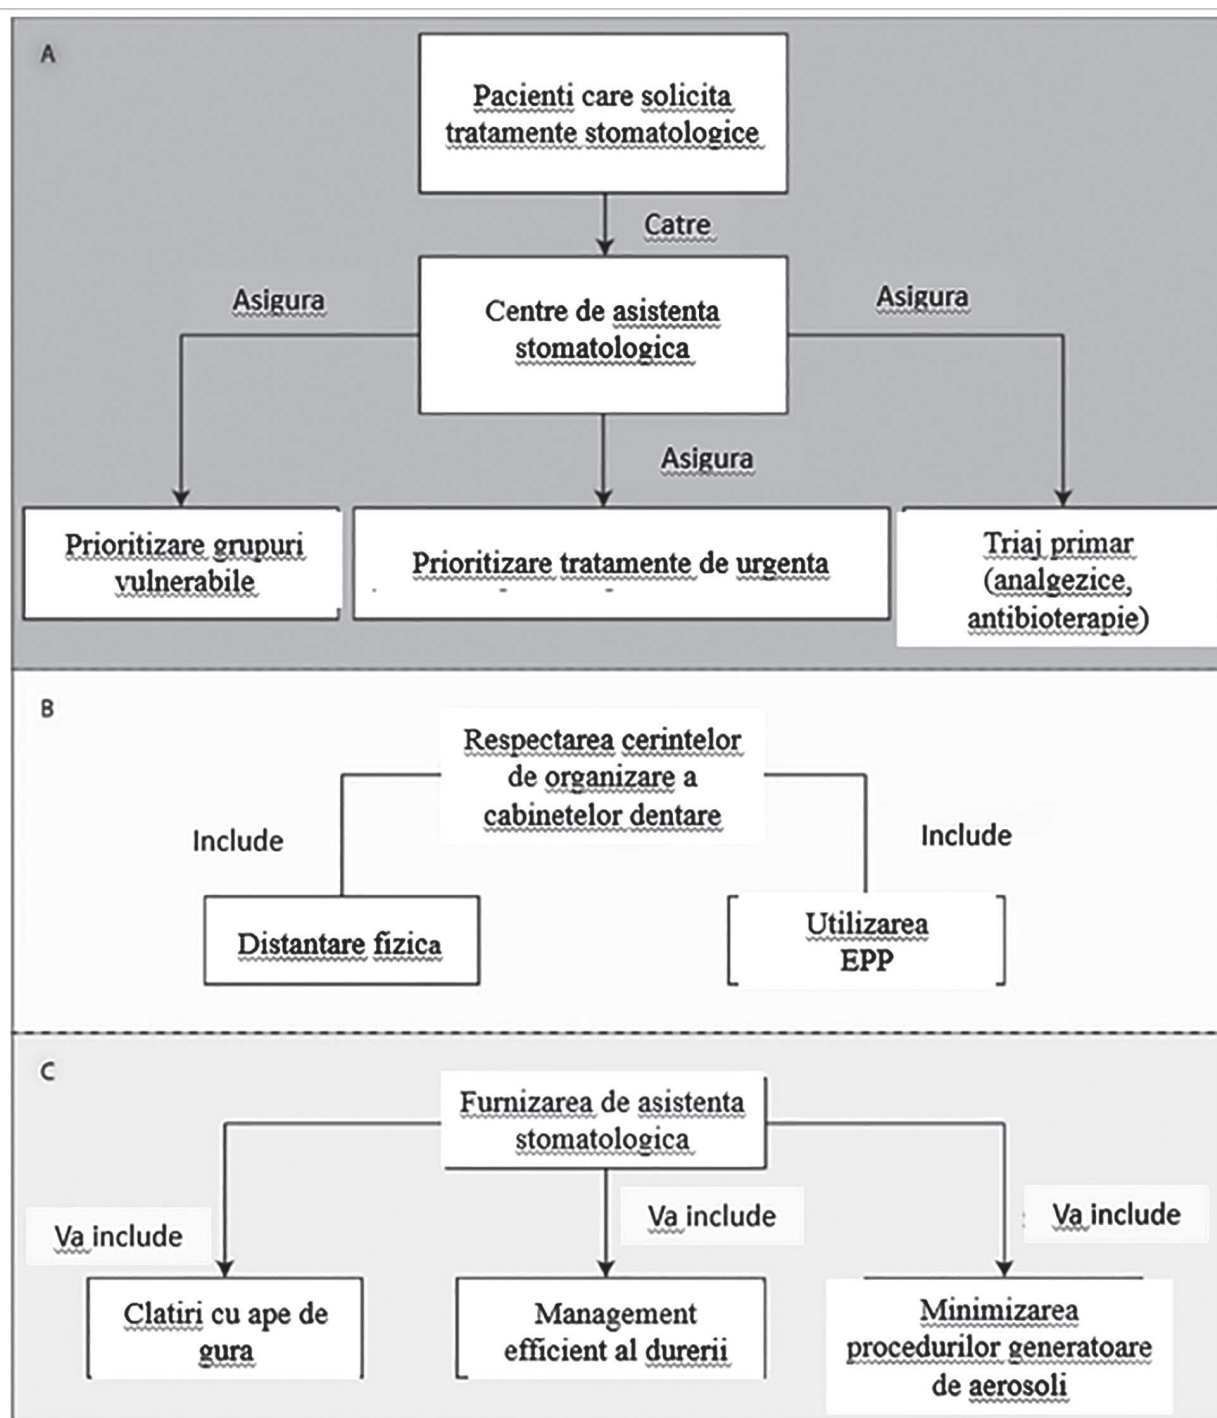 A
Pacienti care solicita
tratamente stomatologice
Catre
Asigura
Centre de asistenta
stomatologica
Asigura
Asigura
Prioritizare grupuri
vulnerabile
Prioritizare tratamente de urgenta
Triaj primar
(analgezice,
antibioterapie)
B
Respectarea cerintelor
de organizare a
cabinetelor dentare
Include
Include
Distantare fizica
Utilizarea
EPP
C
Furnizarea de asistenta
stomatologica
Va include
Va include
Va include
Clatiri cu ape de
gura
Management
efficient al durerii
Minimizarea
procedurilor generatoare
de aerosoli